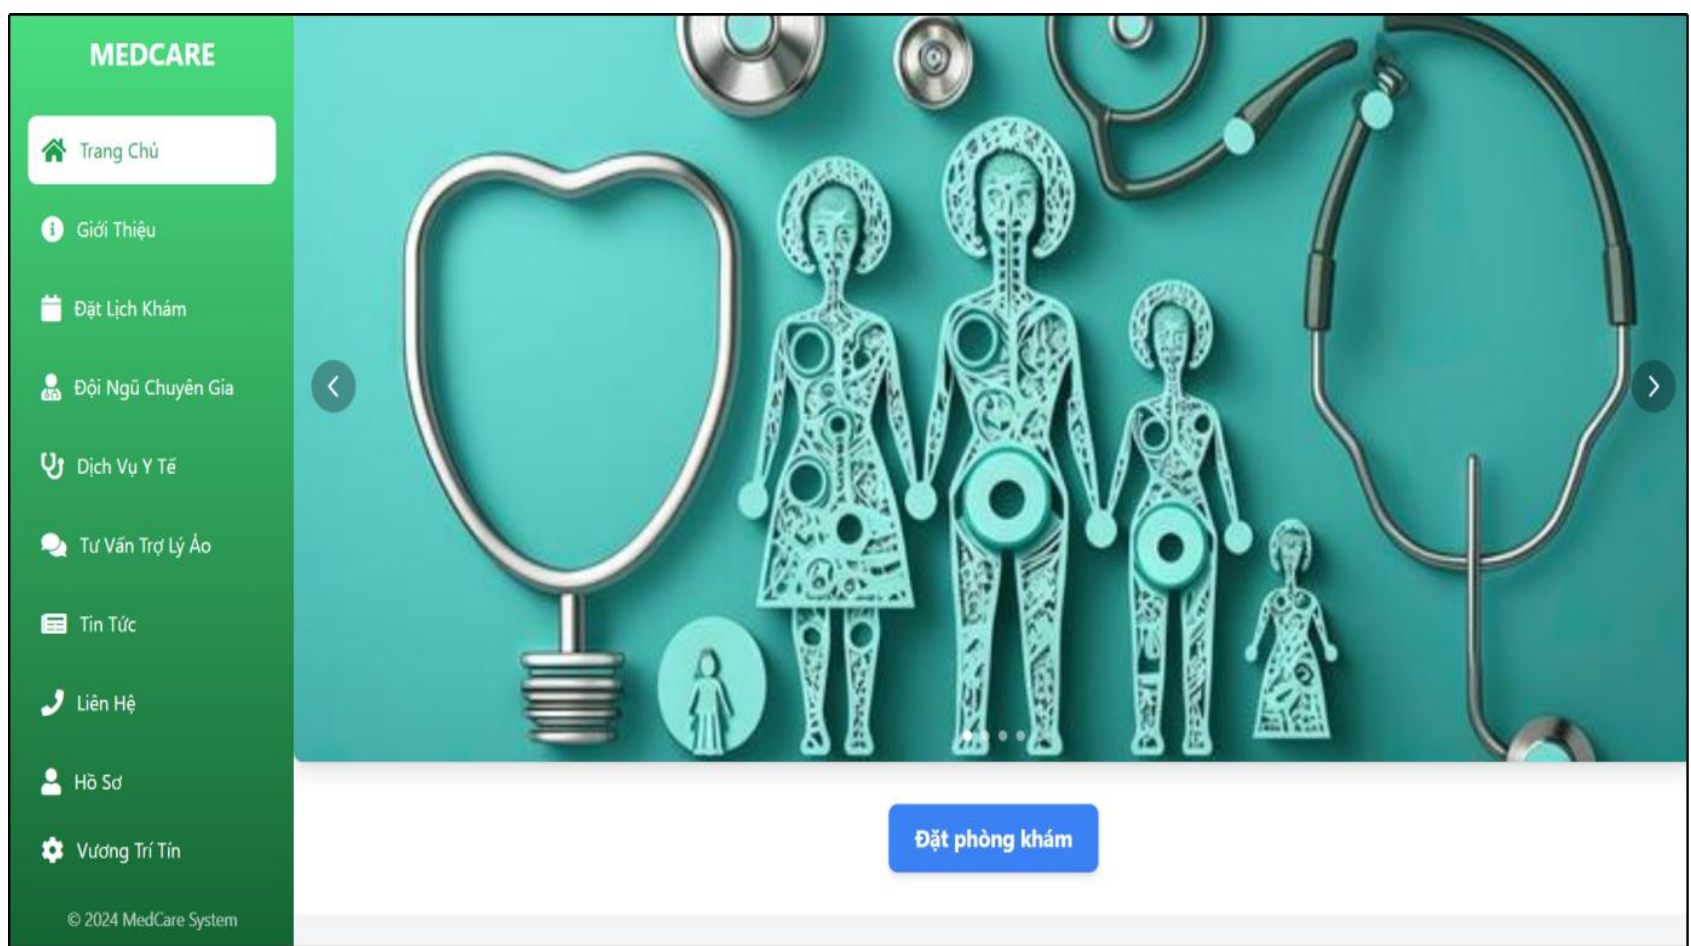 MEDCARE
Trang Chủ
Giới Thiệu
Đặt Lịch Khám
Đội Ngũ Chuyên Gia
Dịch Vụ Y Tế
Tư Vấn Trợ Lý Ảo
Tin Tức
Liên Hệ
Hồ Sơ
Vương Trí Tín
© 2024 MedCare System
Đặt phòng khám